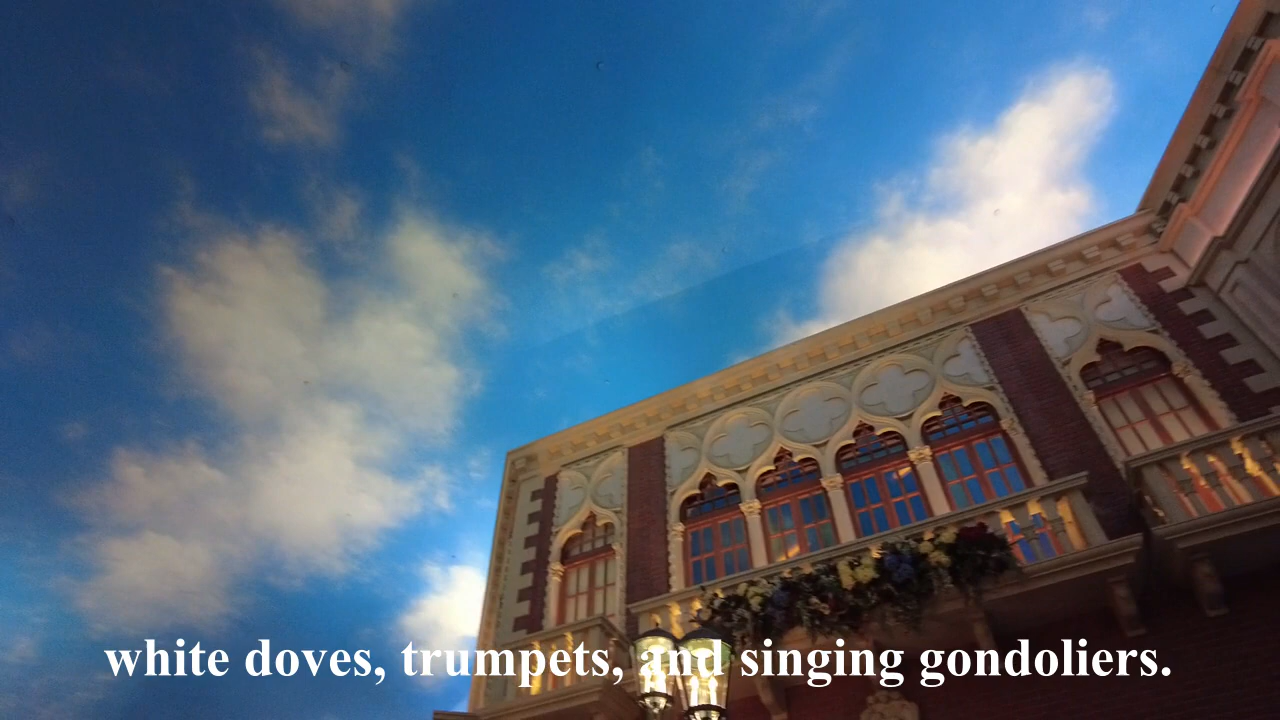 white doves, trumpets, and singing gondoliers.